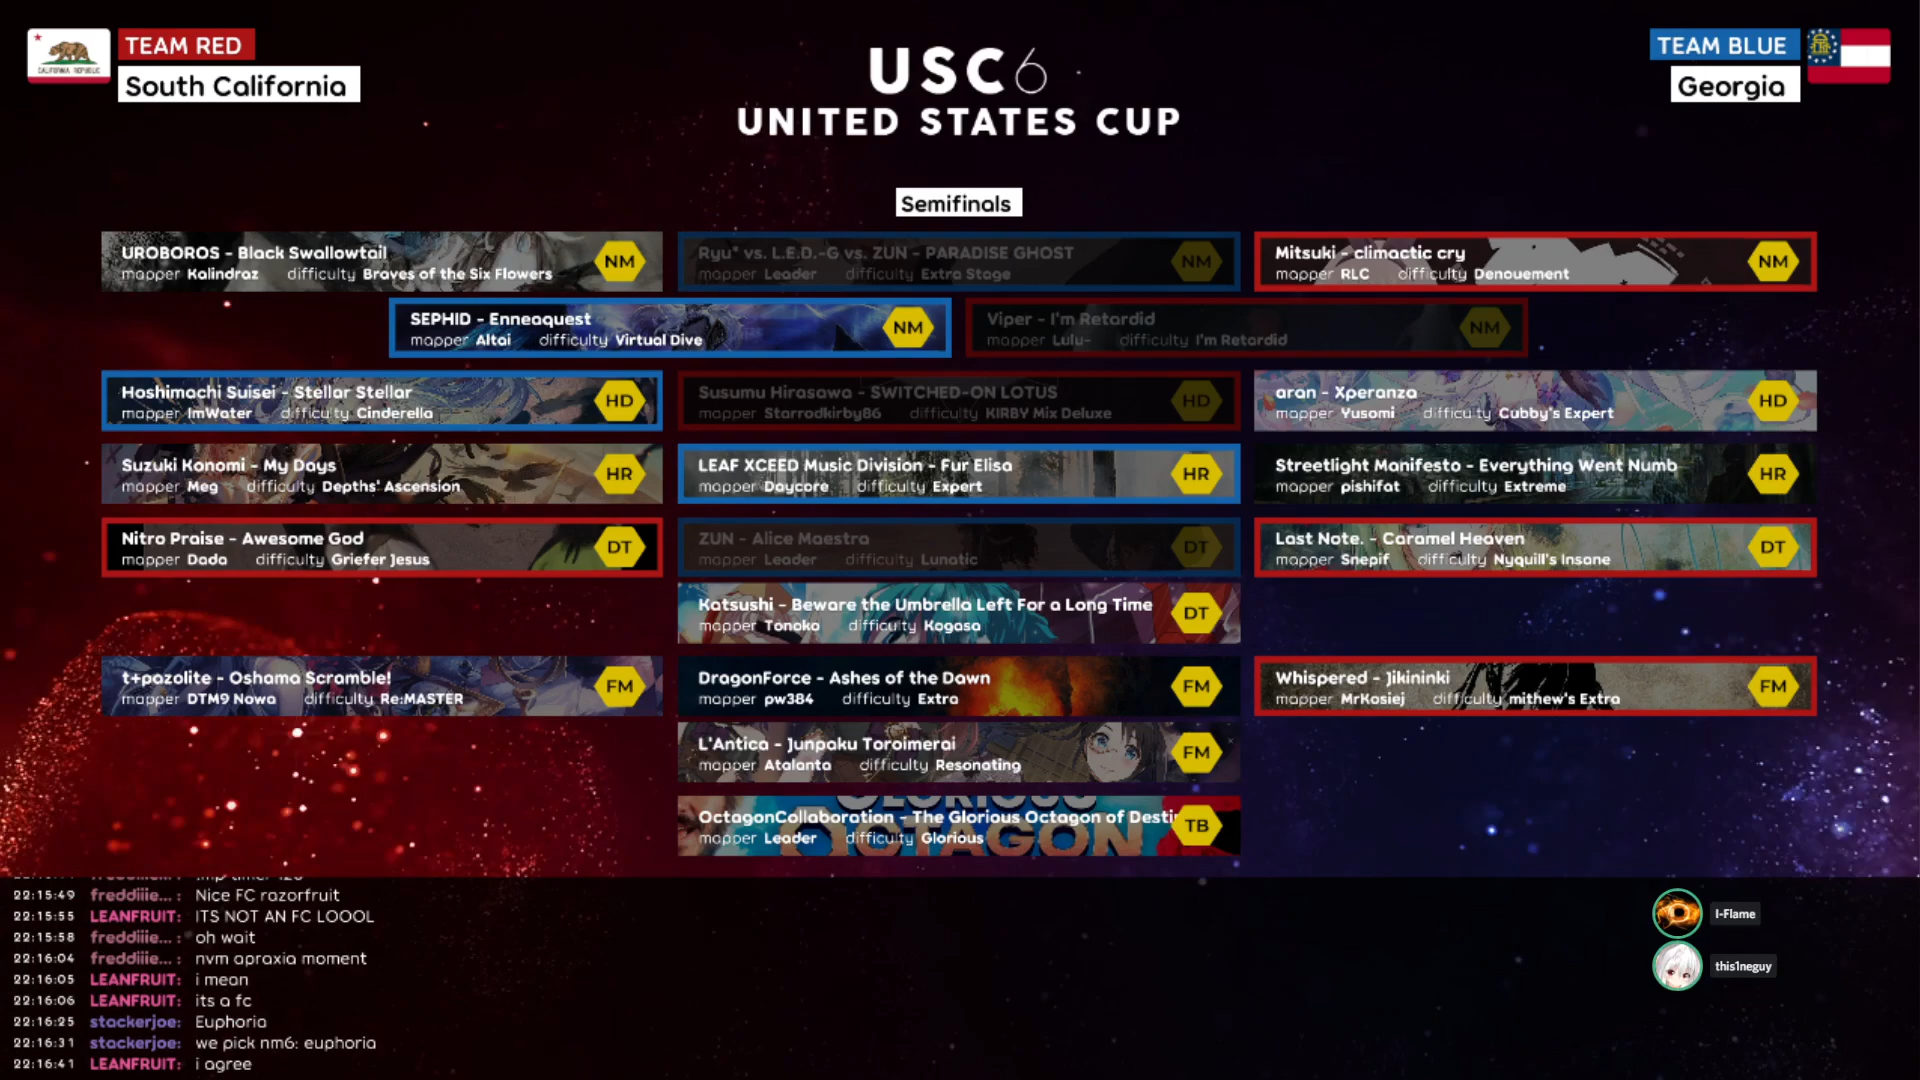 TEAM RED
South California
CALIFORNIA REPUBLIC
USC6
UNITED STATES CUP
TEAM BLUE
Georgia
Semifinals
UROBOROS - Black Swallowtail
mapper Kalindraz difficulty Braves of the Six Flowers
NM
Ryu* vs. L.E.D.-G vs. ZUN - PARADISE GHOST
mapper Leader difficulty Extra Stage
NM
Mitsuki - climactic cry
mapper RLC difficulty Denouement
NM
SEPHID - Enneaquest
mapper Altai difficulty Virtual Dive
NM
Viper - I'm Retardid
mapper Lulu- difficulty I'm Retardid
NM
Hoshimachi Suisei - Stellar Stellar
mapper ImWater difficulty Cinderella
HD
Susumu Hirasawa - SWITCHED-ON LOTUS
mapper Starrodkirby86 difficulty KIRBY Mix Deluxe
HD
aran - Xperanza
mapper Yusomi difficulty Cubby's Expert
HD
Suzuki Konomi - My Days
mapper Meg difficulty Depths' Ascension
HR
LEAF XCEED Music Division - Fur Elisa
mapper Daycore difficulty Expert
HR
Streetlight Manifesto - Everything Went Numb
mapper pishifat difficulty Extreme
HR
Nitro Praise - Awesome God
mapper Dada difficulty Griefer Jesus
DT
ZUN - Alice Maestra
mapper Leader difficulty Lunatic
DT
Last Note. - Caramel Heaven
mapper Snepif difficulty Nyquill's Insane
DT
Katsushi - Beware the Umbrella Left For a Long Time
mapper Tonoko difficulty Kogasa
DT
t+pazolite - Oshama Scramble!
mapper DTM9 Nowa difficulty Re:MASTER
FM
DragonForce - Ashes of the Dawn
mapper pw384 difficulty Extra
FM
Whispered - Jikininki
mapper MrKosiej difficulty mithew's Extra
FM
L'Antica - Junpaku Toroimerai
mapper Atalanta difficulty Resonating
FM
GLORIOUS
OCTAGON
OctagonCollaboration - The Glorious Octagon of Desti
mapper Leader difficulty Glorious
TB
22:15:49 freddiiie... : Nice FC razorfruit
22:15:55 LEANFRUIT: ITS NOT AN FC LOOOL
22:15:58 freddiiie... : oh wait
22:16:04 freddiiie... : nvm apraxia moment
22:16:05 LEANFRUIT: i mean
22:16:06 LEANFRUIT: its a fc
22:16:25 stackerjoe: Euphoria
22:16:31 stackerjoe: we pick nm6: euphoria
22:16:41 LEANFRUIT: i agree
I-Flame
this1neguy